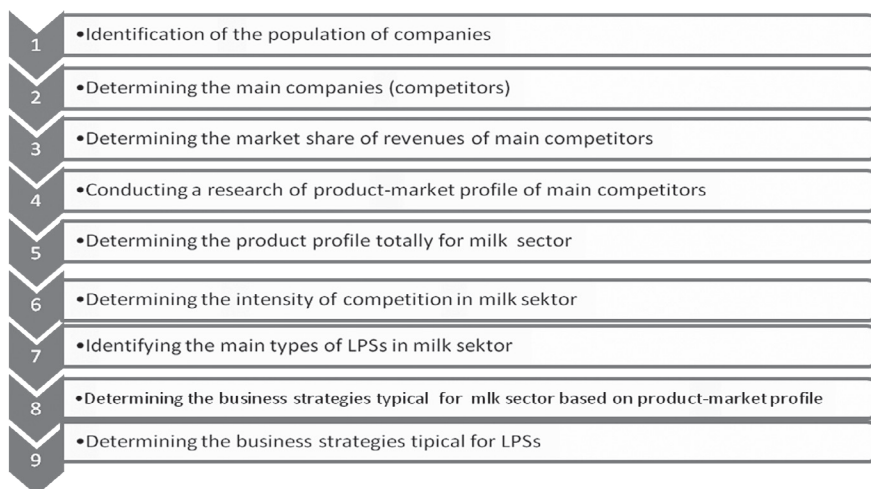 1 •Identification of the population of companies
2 •Determining the main companies (competitors)
3 •Determining the market share of revenues of main competitors
4 •Conducting a research of product-market profile of main competitors
5 •Determining the product profile totally for milk sector
6 •Determining the intensity of competition in milk sektor
7 •Identifying the main types of LPSs in milk sektor
8 •Determining the business strategies typical for mlk sector based on product-market profile
9 •Determining the business strategies tipical for LPSs